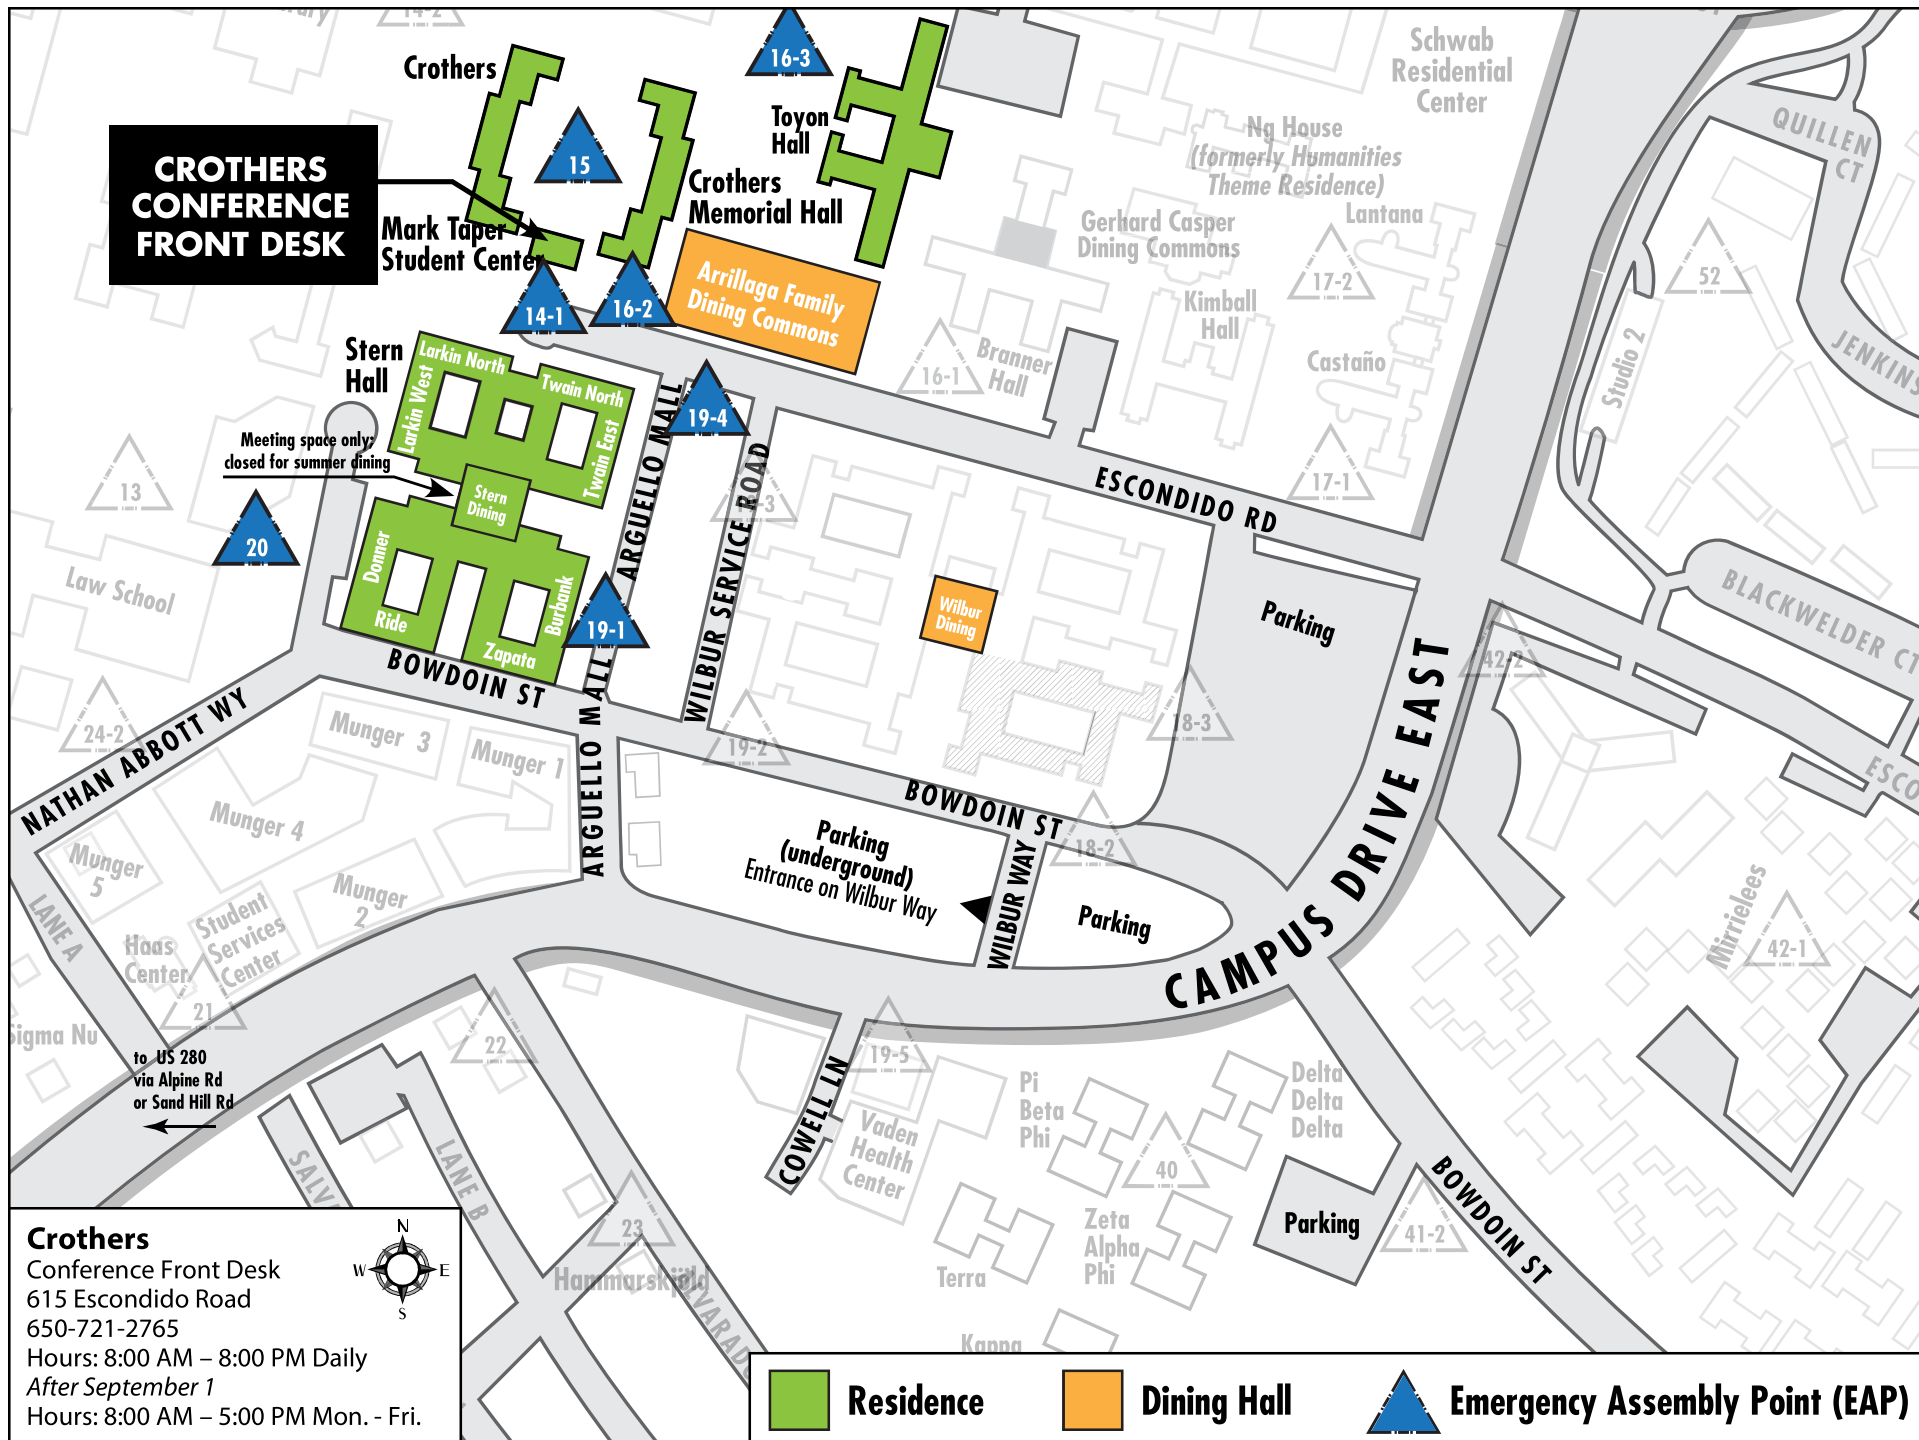 14-2
Crothers
16-3
Schwab
Residential
Center
Toyon
Hall
Ng House
(formerly Humanities
Theme Residence)
QUILLEN
CT
CROTHERS
CONFERENCE
FRONT DESK
15
Crothers
Memorial Hall
Mark Taper
Student Center
Gerhard Casper
Dining Commons
Lantana
17-2
52
Arrillaga Family
Dining Commons
14-1
16-2
Kimball
Hall
Stern
Hall
Larkin North
Larkin West
Twain North
Twain East
16-1
Branner
Hall
Castaño
Studio 2
JENKINS
19-4
ARGUELLO MALL
WILBUR SERVICE ROAD
Meeting space only;
closed for summer dining
13
20
Stern
Dining
ESCONDIDO RD
17-1
Law School
Donner
Ride
Burbank
Zapata
19-1
Wilbur
Dining
Parking
BLACKWELDER CT
BOWDOIN ST
42-2
NATHAN ABBOTT WY
24-2
Munger 3
Munger 1
ARGUELLO MALL
19-2
18-3
CAMPUS DRIVE EAST
ESCO
Munger 4
Munger
5
Munger
2
BOWDOIN ST
18-2
Parking
(underground)
Entrance on Wilbur Way
WILBUR WAY
Parking
LANE A
Haas
Center
Student
Services
Center
21
Mirrielees
42-1
Sigma Nu
22
19-5
to US 280
via Alpine Rd
or Sand Hill Rd
COWELL LN
Vaden
Health
Center
Pi
Beta
Phi
Delta
Delta
Delta
40
SALV
LANE B
23
Hammarskjöld
ALVARADO
Terra
Zeta
Alpha
Phi
Parking
41-2
BOWDOIN ST
Kappa
Crothers
Conference Front Desk
615 Escondido Road
650-721-2765
Hours: 8:00 AM – 8:00 PM Daily
After September 1
Hours: 8:00 AM – 5:00 PM Mon. - Fri.
N
W E
S
Residence
Dining Hall
Emergency Assembly Point (EAP)